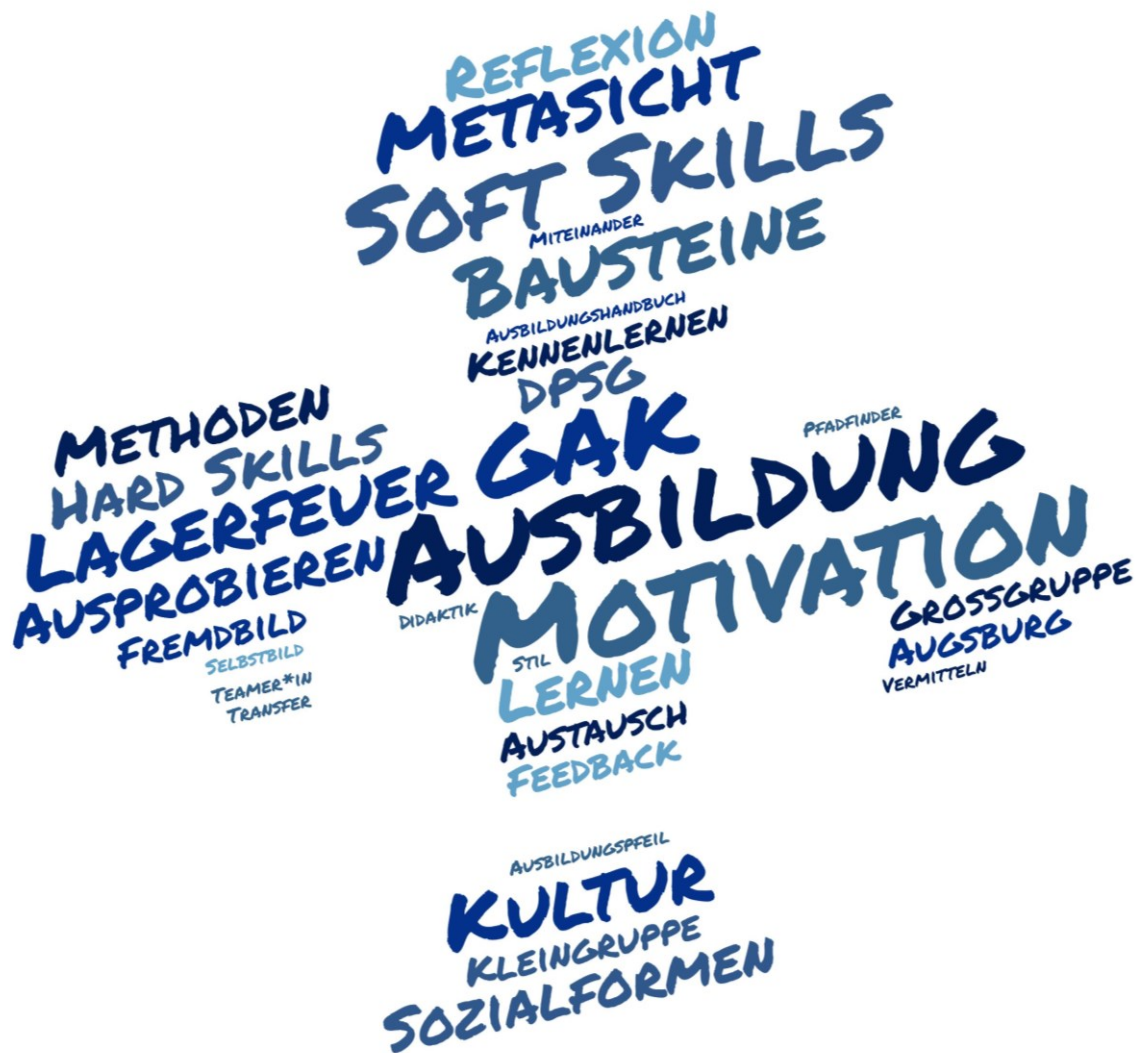 Reflexion
Metasicht
Soft Skills
Miteinander
Bausteine
Ausbildungshandbuch
Kennenlernen
DPSG
Methoden
Hard Skills
Lagerfeuer
GAK
Pfadfinder
Ausbildung
Ausprobieren
Didaktik
Motivation
Fremdbild
Selbstbild
Teamer*in
Transfer
Stil
Lernen
Austausch
Feedback
Grossgruppe
Augsburg
Vermitteln
Ausbildungspfeil
Kultur
Kleingruppe
Sozialformen